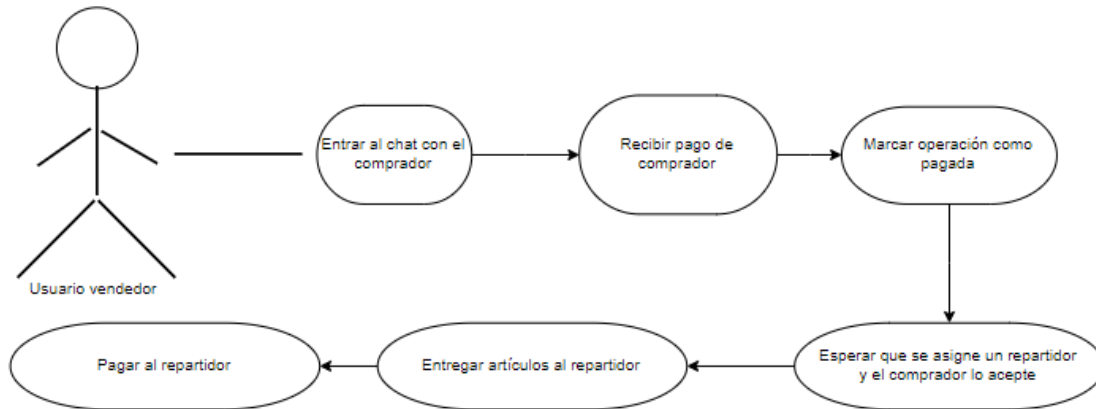 Entrar al chat con el
comprador
Recibir pago de
comprador
Marcar operación como
pagada
Usuario vendedor
Esperar que se asigne un repartidor
y el comprador lo acepte
Entregar artículos al repartidor
Pagar al repartidor